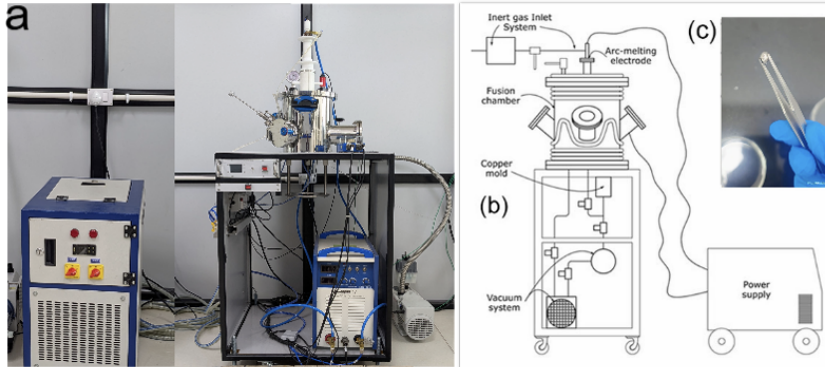 a
Inert gas Inlet
System
(c)
Arc-melting
electrode
Fusion
chamber
Copper
mold
(b)
Vacuum
system
Power
supply